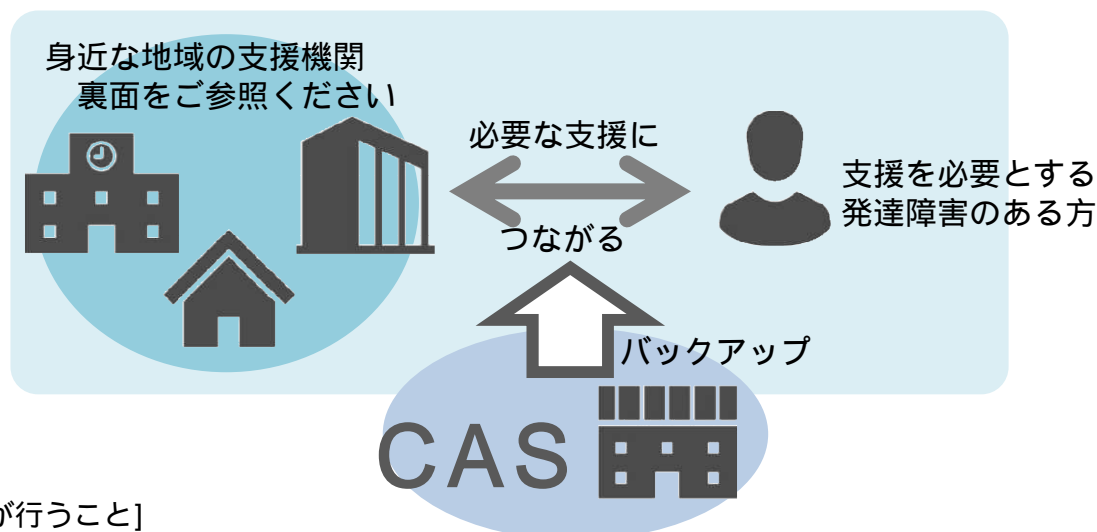 身近な地域の支援機関
裏面をご参照ください
必要な支援に
つながる
支援を必要とする
発達障害のある方
バックアップ
CAS
が行うこと]